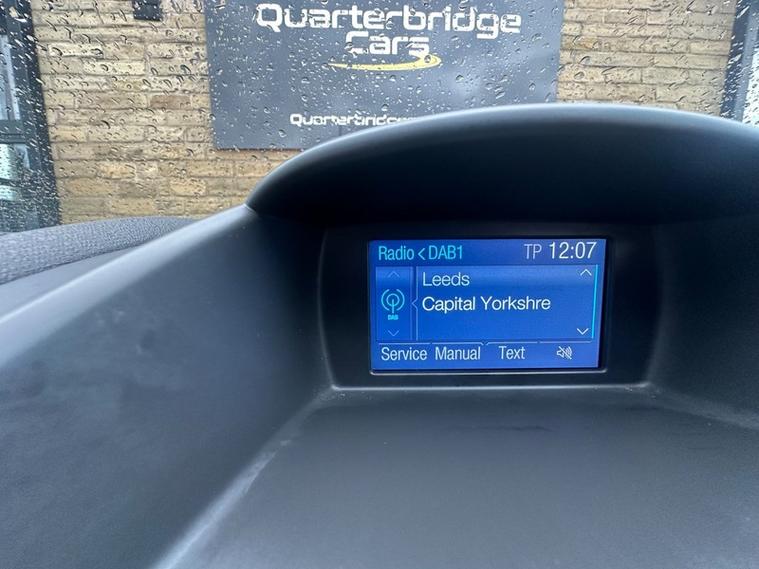 Quarterbridge
Cars
Radio < DAB1 TP 12:07
Leeds
Capital Yorkshre
DAB
Service Manual Text